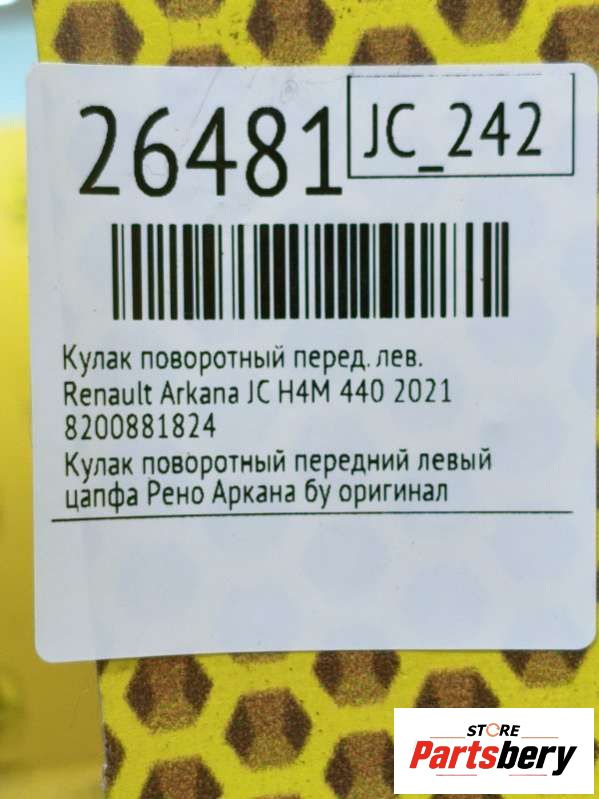 26481
JC_242
Кулак поворотный перед. лев.
Renault Arkana JC H4M 440 2021
8200881824
Кулак поворотный передний левый
цапфа Рено Аркана бу оригинал
STORE
Partsbery